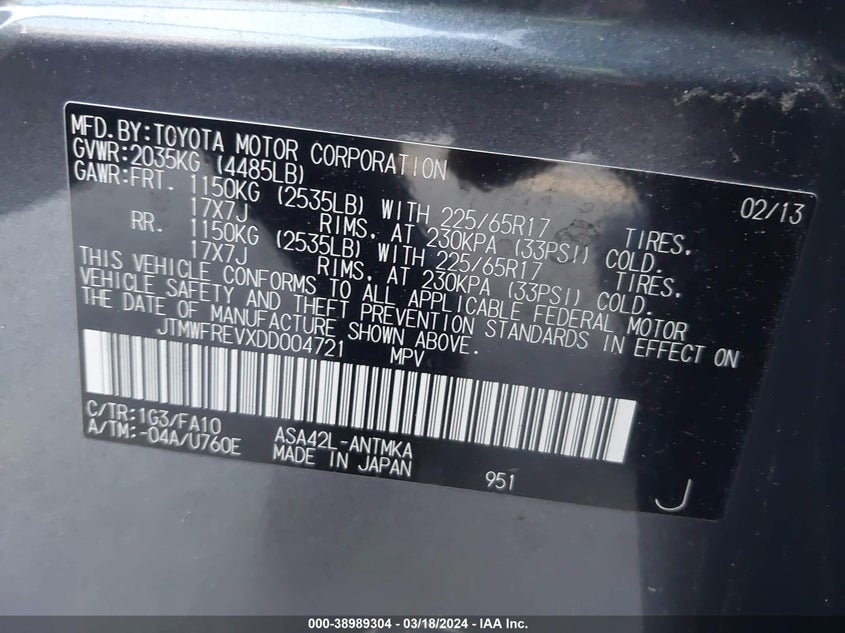 MFD.BY:TOYOTA MOTOR CORPORATION 02/13
GVWR:2035KG (4485LB)
GAWR:FRT. 1150KG (2535LB) WITH 225/65R17 TIRES,
17X7J RIMS, AT 230KPA (33PSI) COLD.
RR. 1150KG (2535LB) WITH 225/65R17 TIRES,
17X7J RIMS, AT 230KPA (33PSI) COLD.
THIS VEHICLE CONFORMS TO ALL APPLICABLE FEDERAL MOTOR
VEHICLE SAFETY AND THEFT PREVENTION STANDARDS IN EFFECT ON
THE DATE OF MANUFACTURE SHOWN ABOVE.
JTMWFREVXDD004721 MPV
C/TR:1G3/FA10 ASA42L-ANTMKA
A/TM:-04A/U760E MADE IN JAPAN 951 J
000-38989304 / 03/18/2024 - IAA Inc.